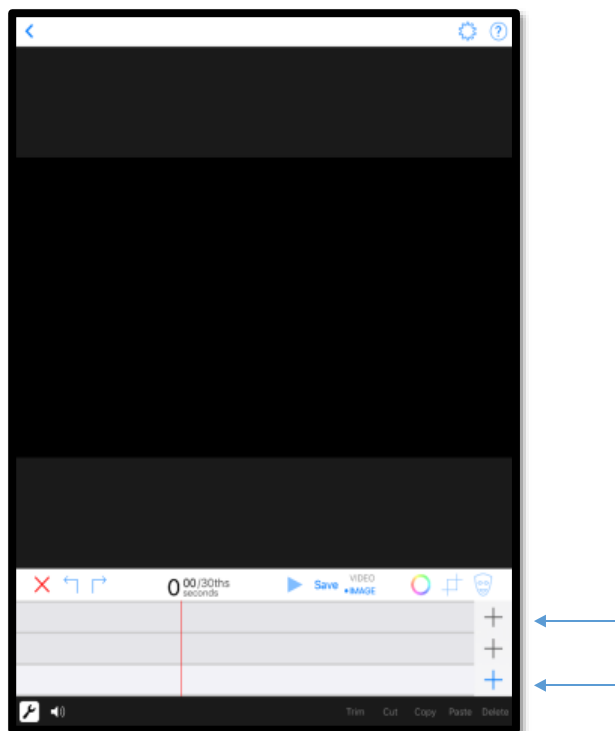 ?
0 00/30ths seconds
Save VIDEO
•IMAGE
Trim Cut Copy Paste Delete